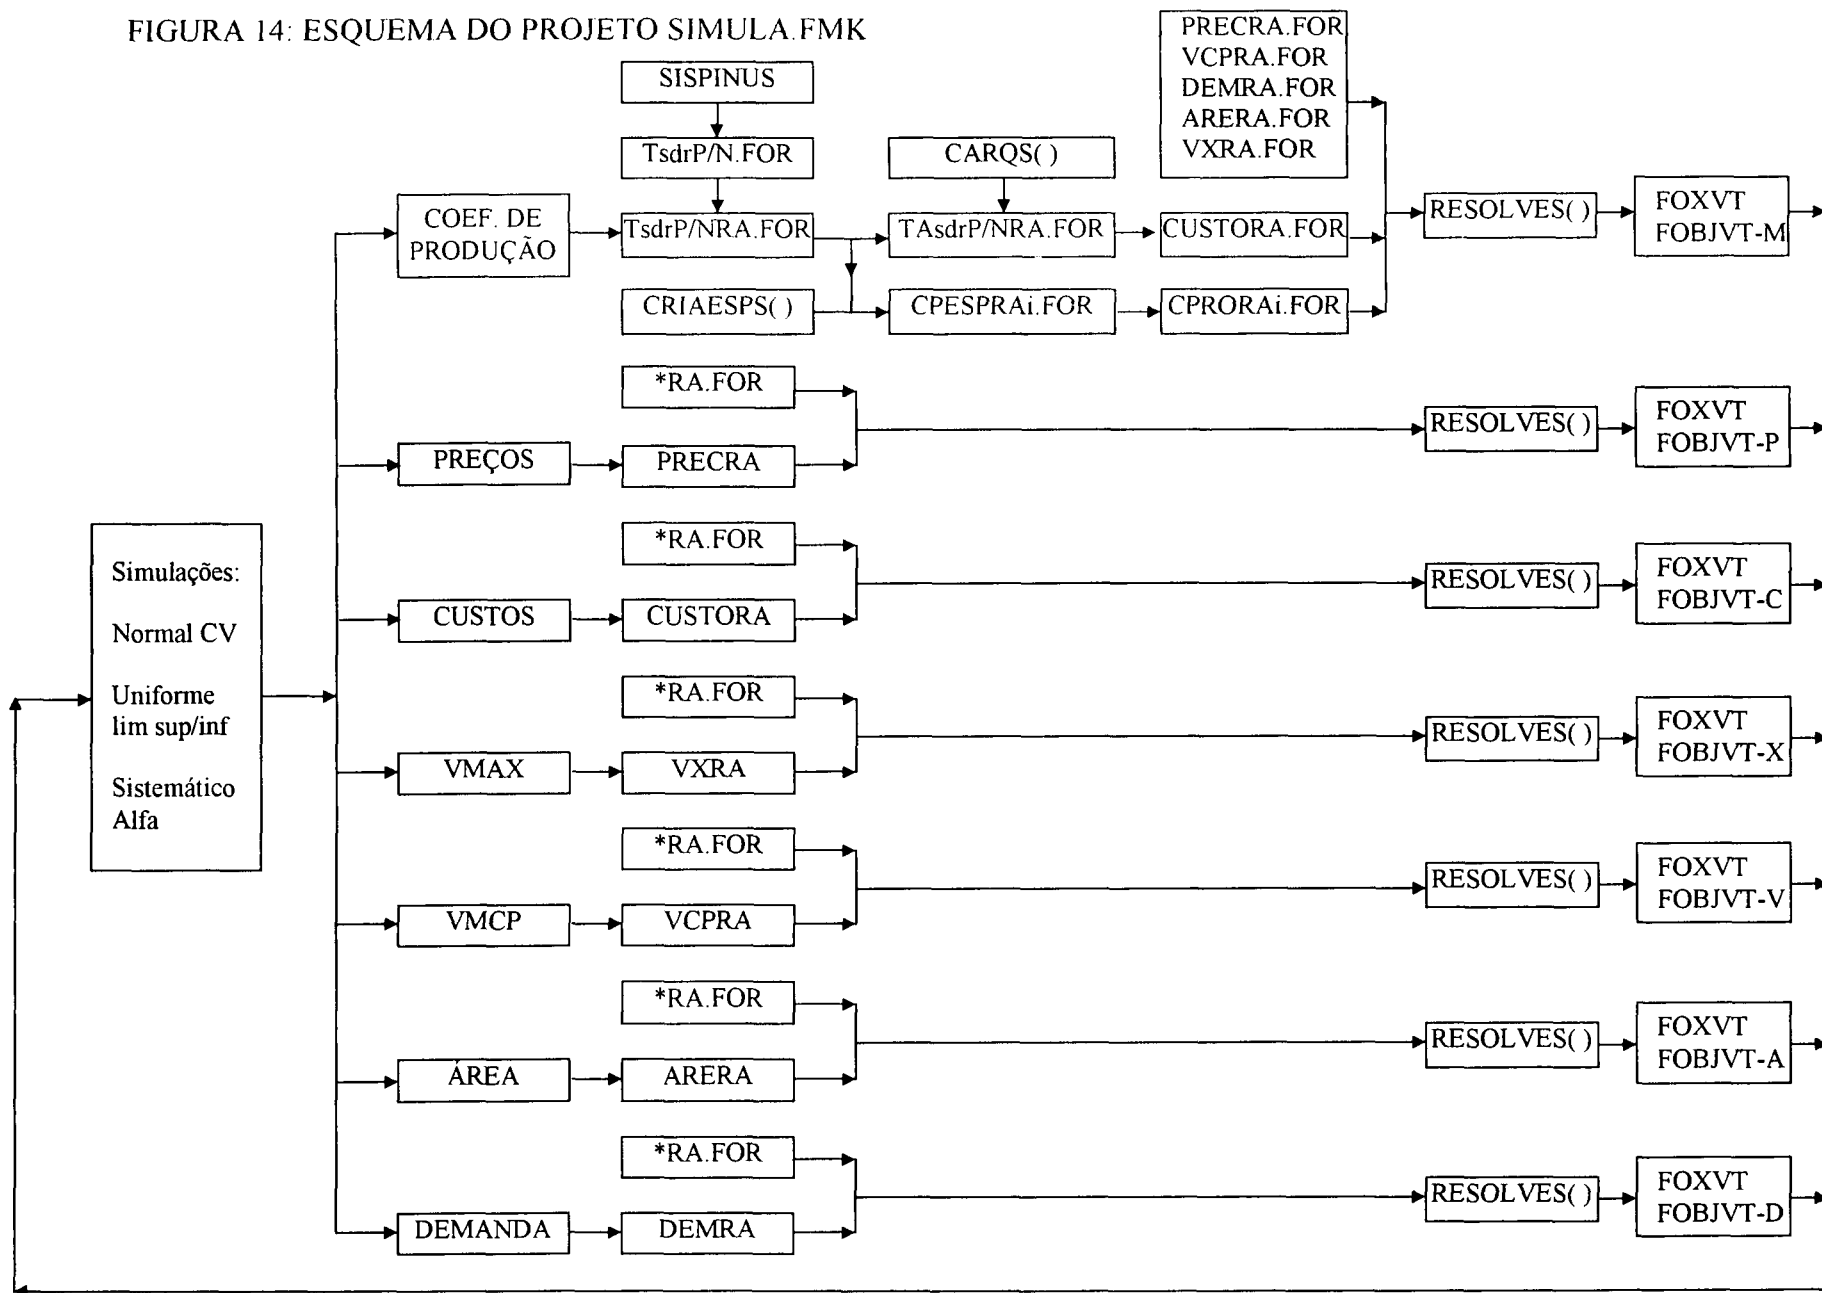 FIGURA 14: ESQUEMA DO PROJETO SIMULA.FMK
PRECRA.FOR
VCPRA.FOR
DEMRA.FOR
ARERA.FOR
VXRA.FOR
SISPINUS
TsdrP/N.FOR
CARQS( )
COEF. DE
PRODUÇÃO
TsdrP/NRA.FOR
TAsdrP/NRA.FOR
CUSTORA.FOR
RESOLVES( )
FOXVT
FOBJVT-M
CRIAESPS( )
CPESPRAi.FOR
CPRORAi.FOR
*RA.FOR
PREÇOS
PRECRA
RESOLVES( )
FOXVT
FOBJVT-P
Simulações:
Normal CV
Uniforme
lim sup/inf
Sistemático
Alfa
*RA.FOR
CUSTOS
CUSTORA
RESOLVES( )
FOXVT
FOBJVT-C
*RA.FOR
VMAX
VXRA
RESOLVES( )
FOXVT
FOBJVT-X
*RA.FOR
VMCP
VCPRA
RESOLVES( )
FOXVT
FOBJVT-V
*RA.FOR
ÁREA
ARERA
RESOLVES( )
FOXVT
FOBJVT-A
*RA.FOR
DEMANDA
DEMRA
RESOLVES( )
FOXVT
FOBJVT-D